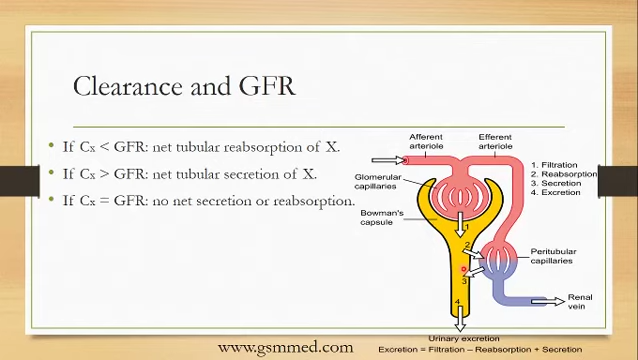 Clearance and GFR
• If Cx < GFR: net tubular reabsorption of X.
• If Cx > GFR: net tubular secretion of X.
• If Cx = GFR: no net secretion or reabsorption.
Afferent
arteriole
Efferent
arteriole
1. Filtration
2. Reabsorption
3. Secretion
4. Excretion
Glomerular
capillaries
Bowman's
capsule
1
2
3
4
Peritubular
capillaries
Renal
vein
Urinary excretion
Excretion = Filtration – Reabsorption + Secretion
www.gsmmed.com